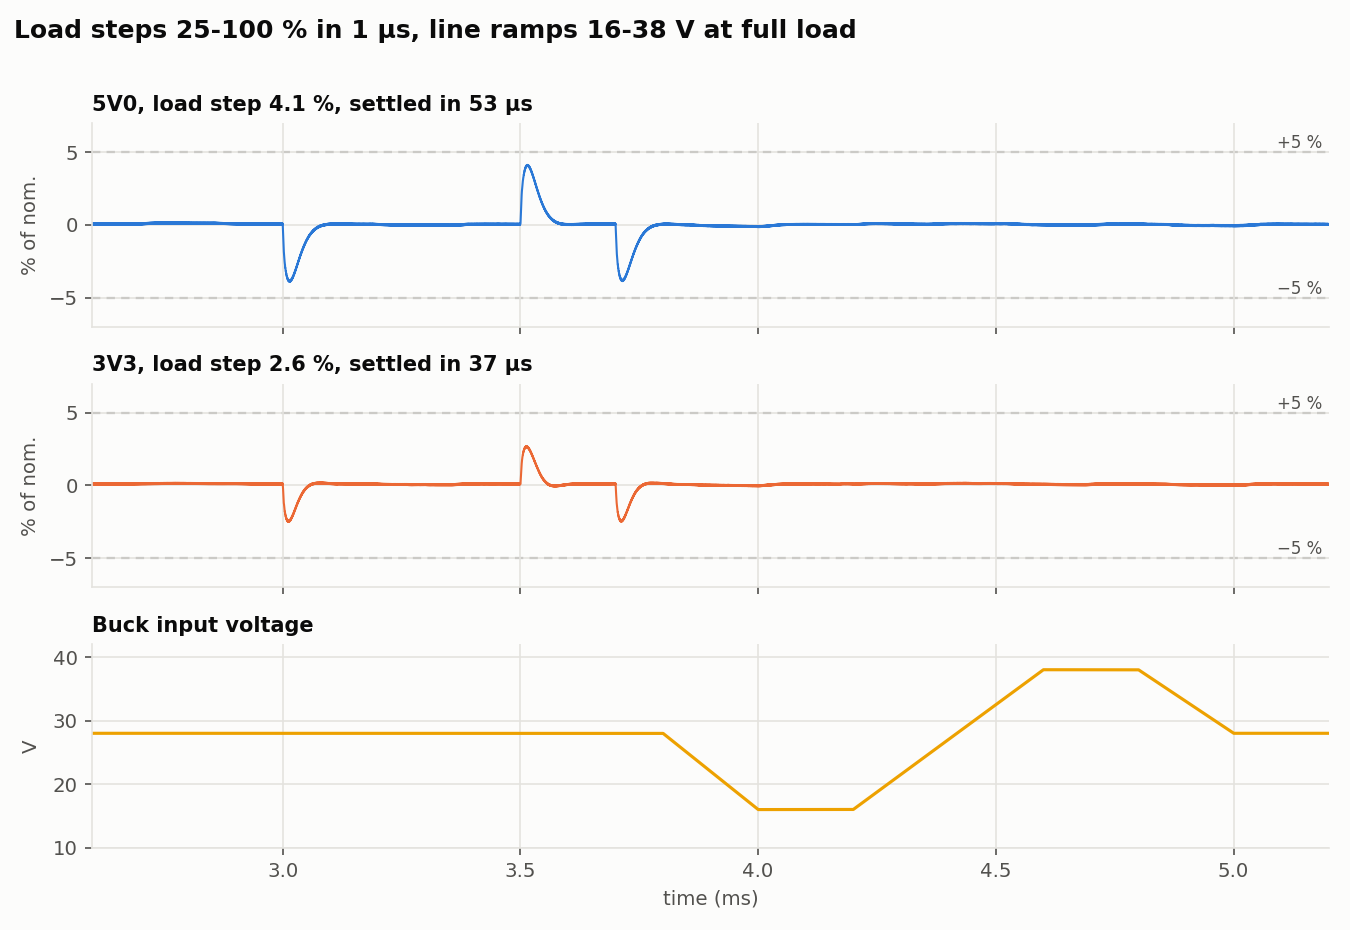 Load steps 25-100 % in 1 µs, line ramps 16-38 V at full load
5V0, load step 4.1 %, settled in 53 µs
% of nom.
5
0
−5
+5 %
−5 %
3V3, load step 2.6 %, settled in 37 µs
% of nom.
5
0
−5
+5 %
−5 %
Buck input voltage
V
40
30
20
10
3.0 3.5 4.0 4.5 5.0
time (ms)